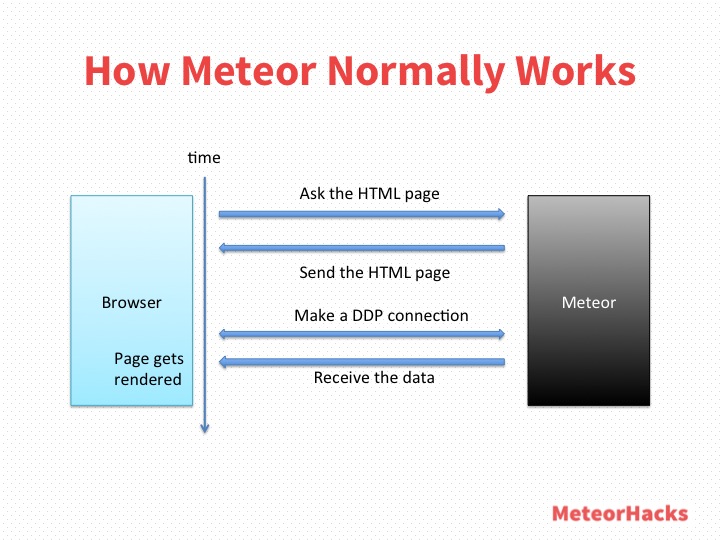 How Meteor Normally Works
time
Ask the HTML page
Send the HTML page
Browser
Meteor
Make a DDP connection
Page gets
rendered
Receive the data
MeteorHacks